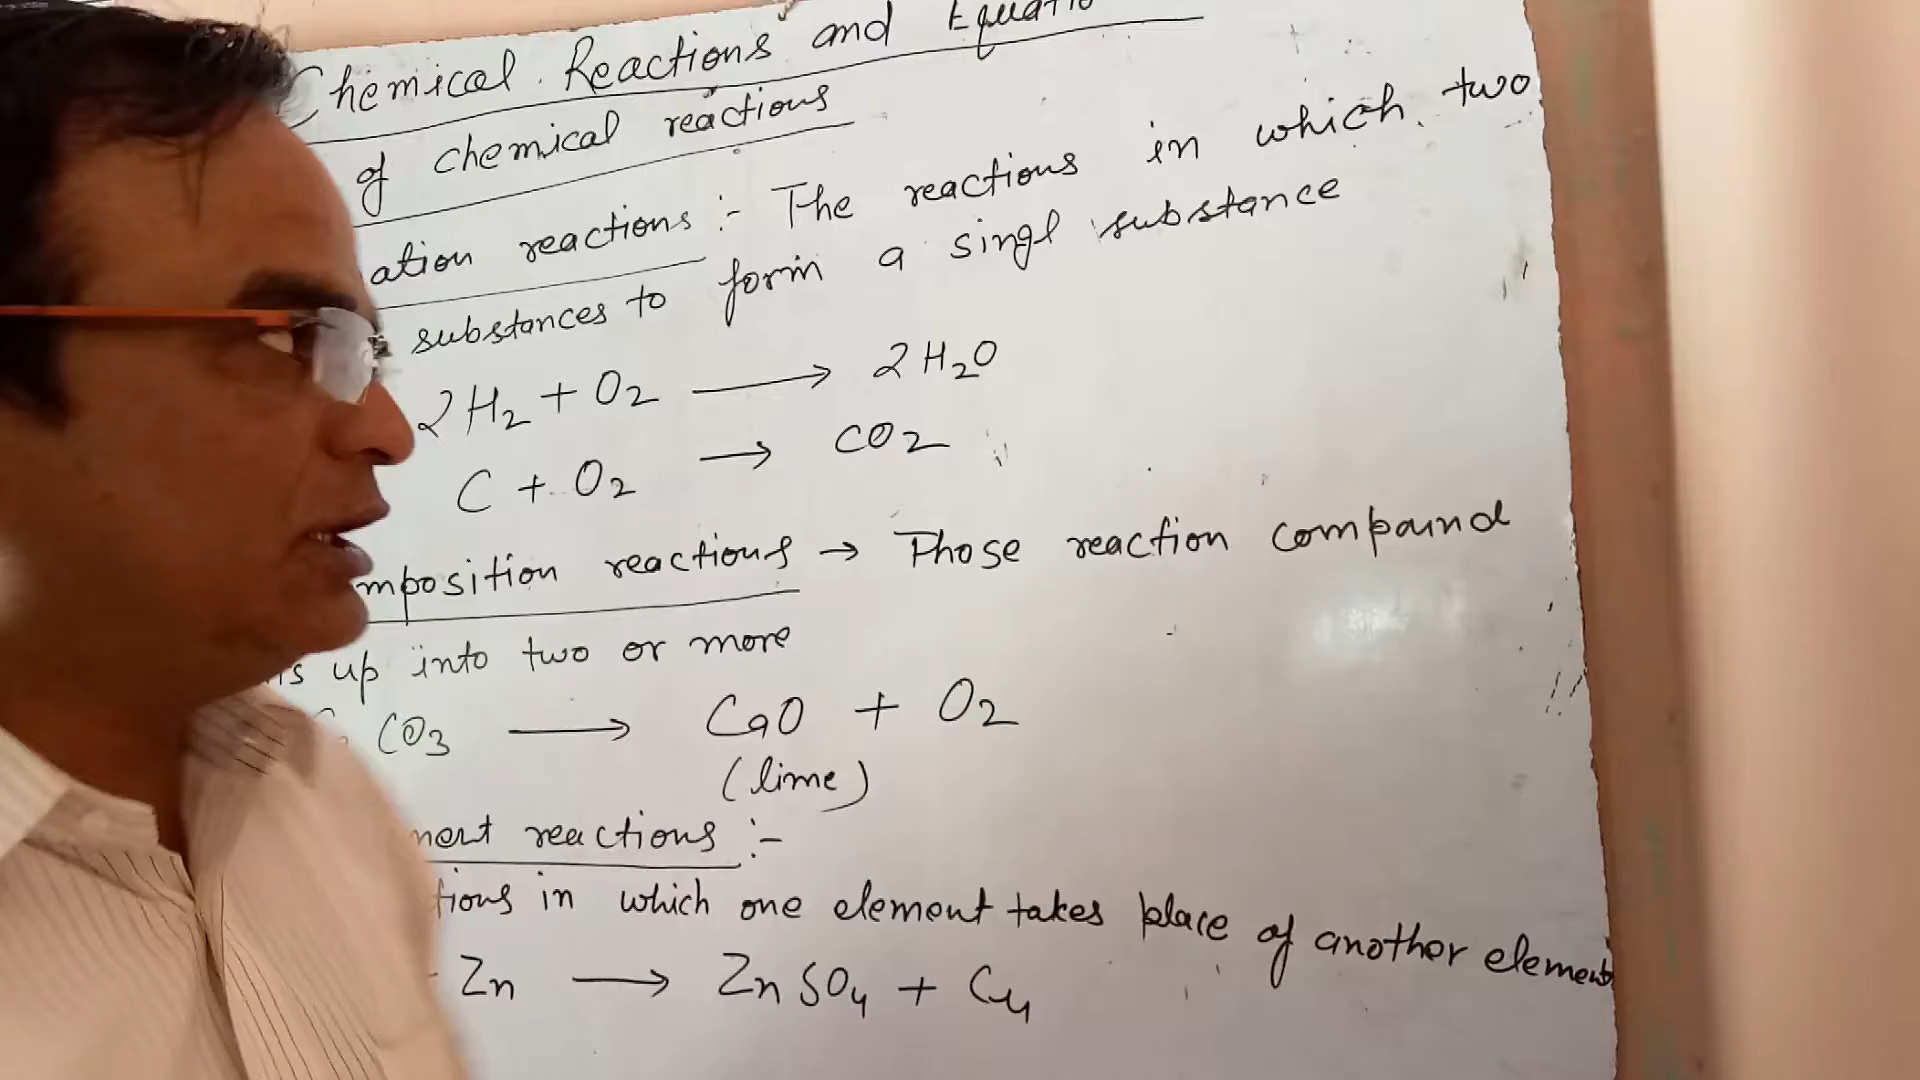 Chemical Reactions and Equatio
of chemical reactions
ation reactions :- The reactions in which two
substances to form a singl substance
2H₂ + O₂ → 2H₂O
C + O₂ → CO₂
mposition reactions → Those reaction compound
up into two or more
CO₃ → CaO + O₂
(lime)
ment reactions :-
tions in which one element takes place of another element
Zn → ZnSO₄ + Cu